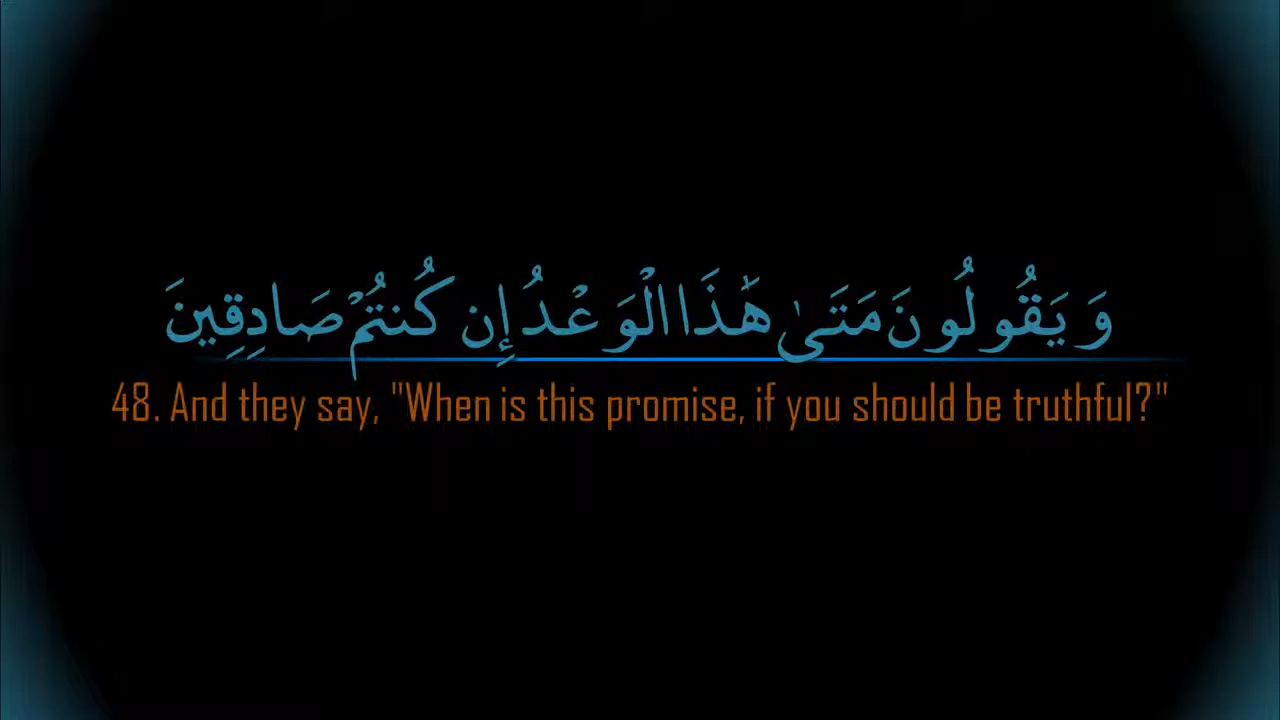 وَيَقُولُونَ مَتَىٰ هَٰذَا الْوَعْدُ إِن كُنتُمْ صَادِقِينَ
48. And they say, "When is this promise, if you should be truthful?"